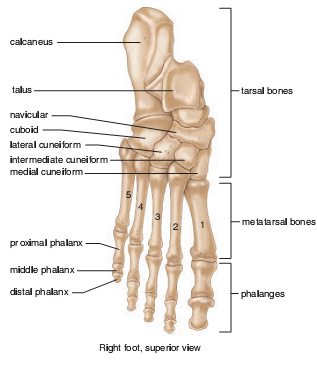 calcaneus
talus
tarsal bones
navicular
cuboid
lateral cuneiform
intermediate cuneiform
medial cuneiform
5
4
3
2
1
metatarsal bones
proximal phalanx
middle phalanx
distal phalanx
phalanges
Right foot, superior view